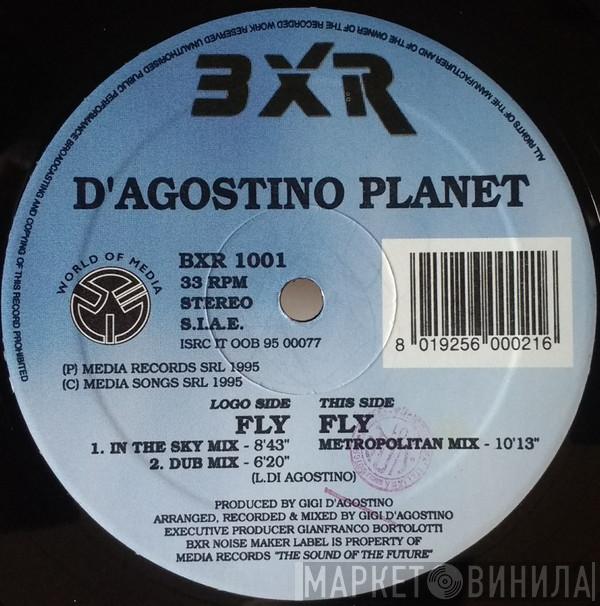 ALL RIGHTS OF THE MANUFACTURER AND OF THE OWNER OF THE RECORDED WORK RESERVED UNAUTHORISED PUBLIC PERFORMANCE BROADCASTING AND COPYING OF THIS RECORD PROHIBITED
BXR
D'AGOSTINO PLANET
WORLD OF MEDIA
BXR 1001
33 RPM
STEREO
S.I.A.E.
ISRC IT OOB 95 00077
8 019256 000216
(P) MEDIA RECORDS SRL 1995
(C) MEDIA SONGS SRL 1995
LOGO SIDE THIS SIDE
FLY FLY
1. IN THE SKY MIX - 8'43" METROPOLITAN MIX - 10'13"
2. DUB MIX - 6'20"
(L.DI AGOSTINO)
PRODUCED BY GIGI D'AGOSTINO
ARRANGED, RECORDED & MIXED BY GIGI D'AGOSTINO
EXECUTIVE PRODUCER GIANFRANCO BORTOLOTTI
BXR NOISE MAKER LABEL IS PROPERTY OF
MEDIA RECORDS "THE SOUND OF THE FUTURE"
МАРКЕТ ВИНИЛА